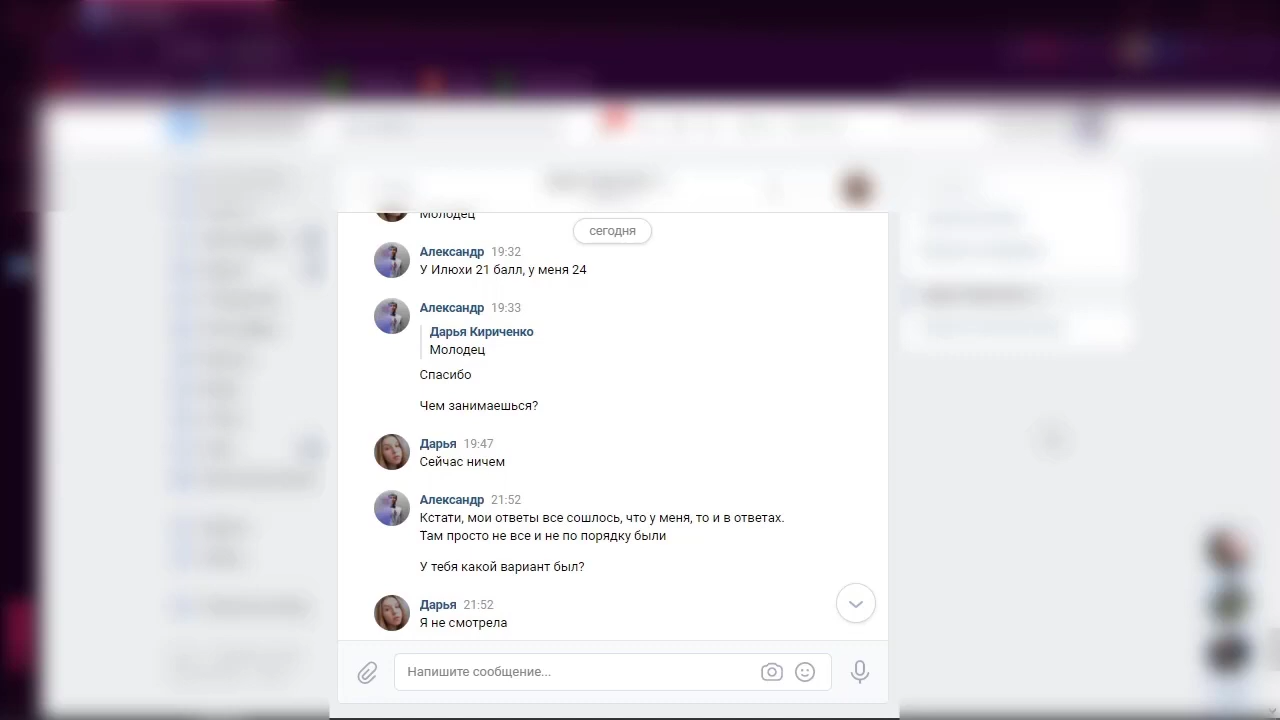 Молодец
сегодня
Александр 19:32
У Илюхи 21 балл, у меня 24
Александр 19:33
Дарья Кириченко
Молодец
Спасибо
Чем занимаешься?
Дарья 19:47
Сейчас ничем
Александр 21:52
Кстати, мои ответы все сошлось, что у меня, то и в ответах.
Там просто не все и не по порядку были
У тебя какой вариант был?
Дарья 21:52
Я не смотрела
Напишите сообщение...